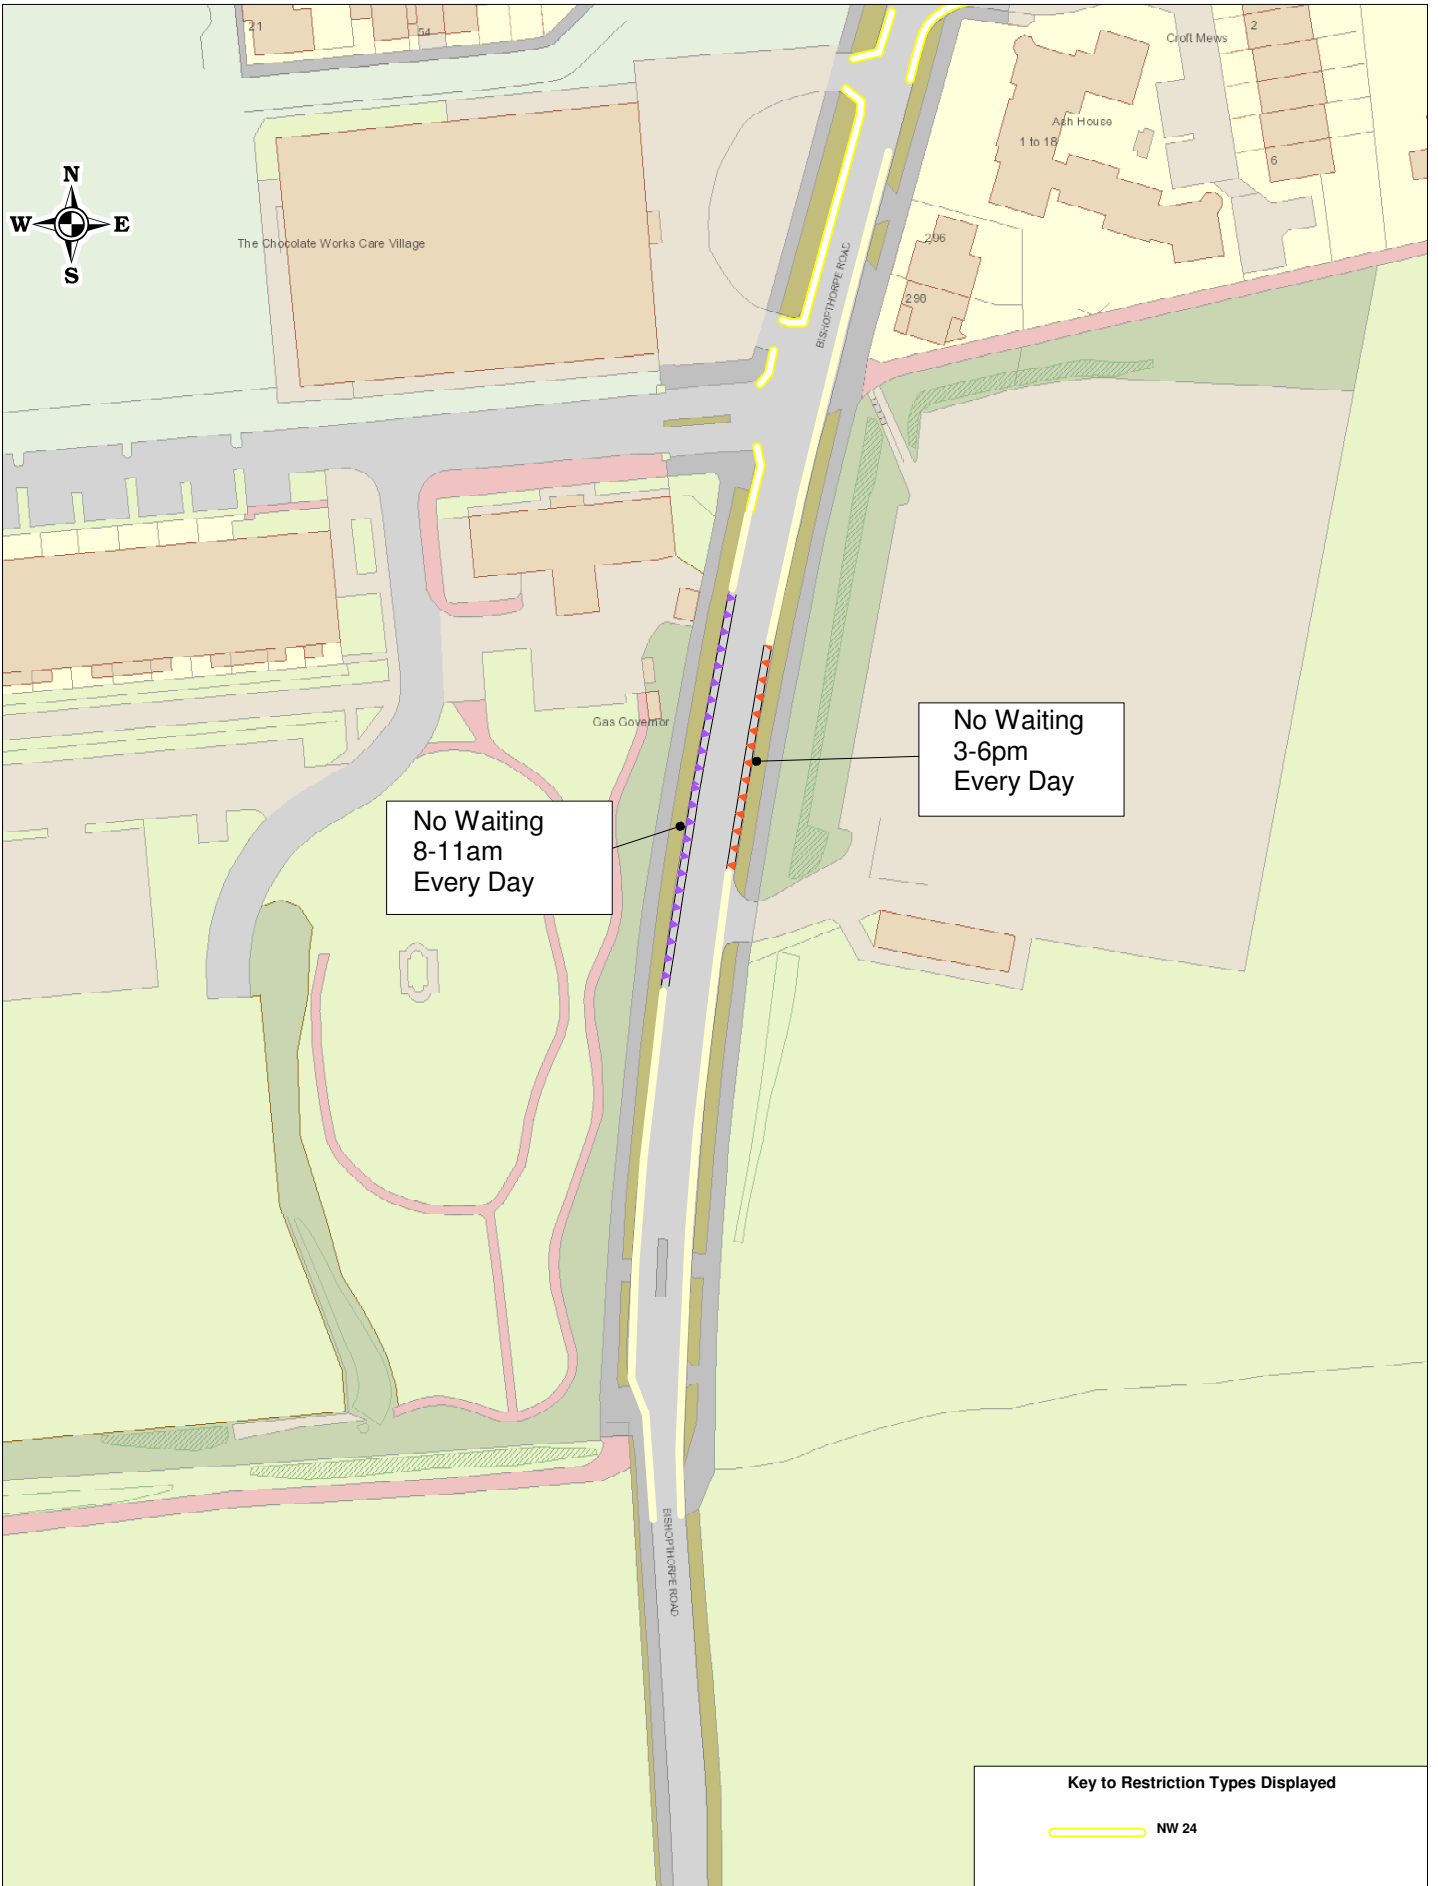 21
54
Croft Mews
2
Ash House
1 to 18
6
N
W E
S
The Chocolate Works Care Village
296
298
BISHOPTHORPE ROAD
Gas Governor
No Waiting
3-6pm
Every Day
No Waiting
8-11am
Every Day
BISHOPTHORPE ROAD
Key to Restriction Types Displayed
NW 24